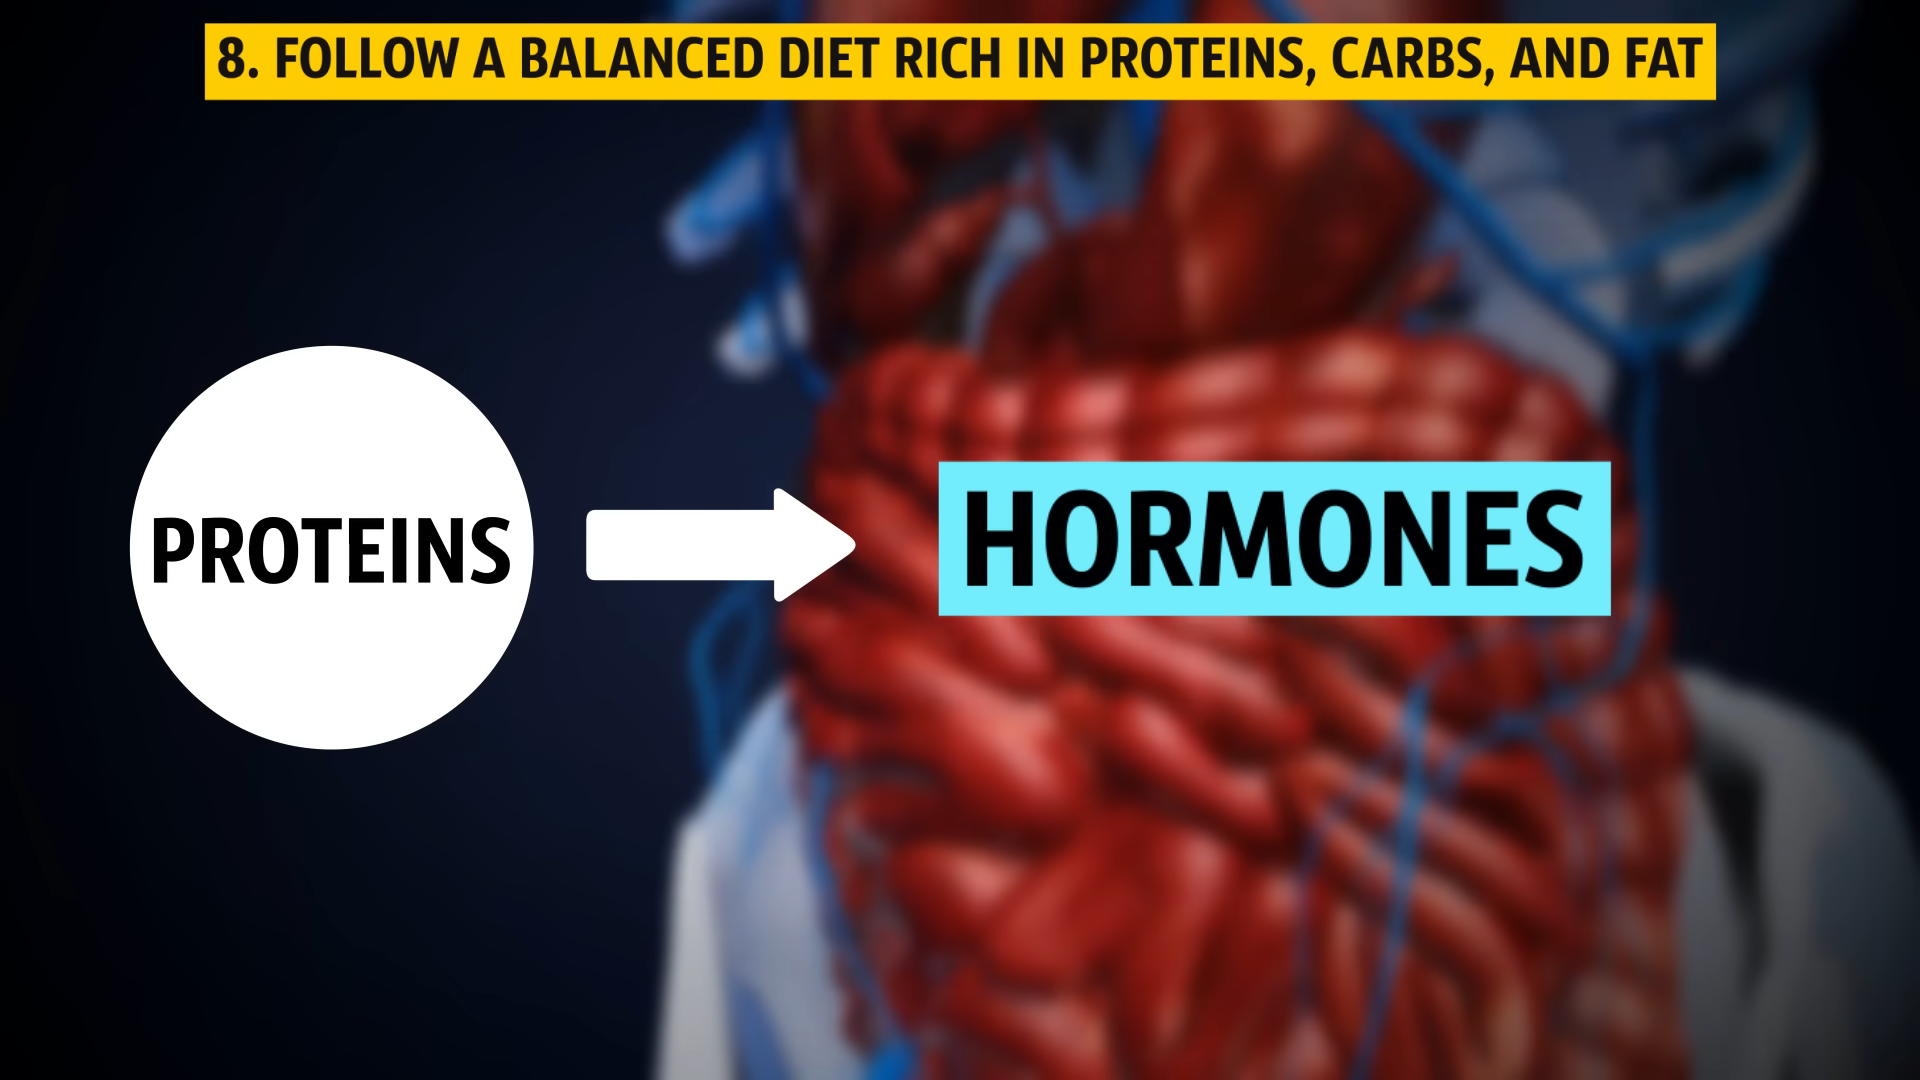 8. FOLLOW A BALANCED DIET RICH IN PROTEINS, CARBS, AND FAT
PROTEINS
HORMONES